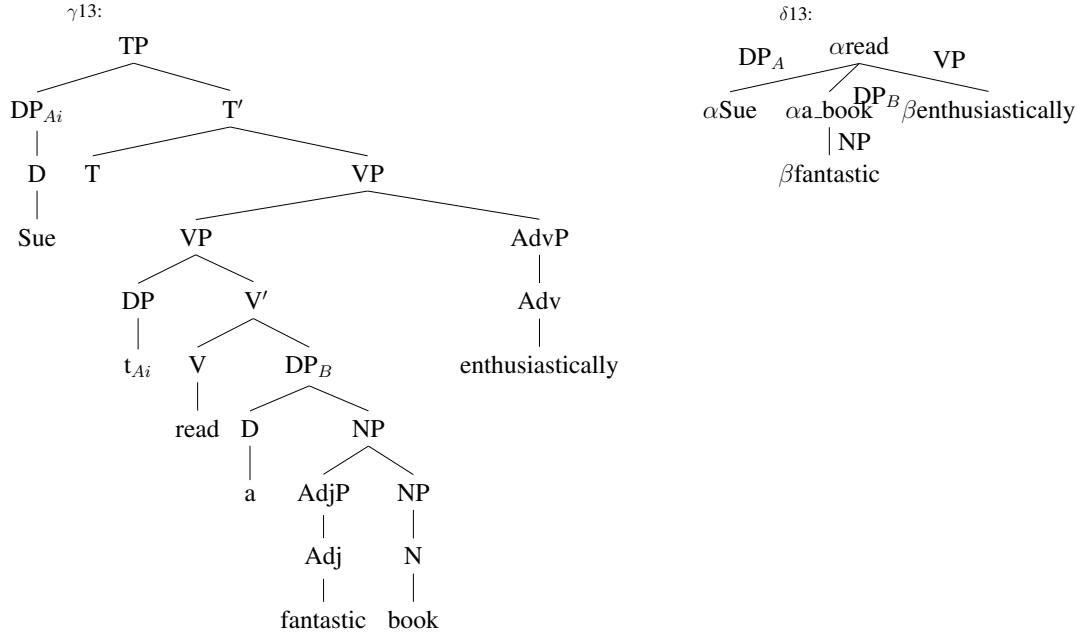 γ13: δ13:
TP DP_A αread VP
DP_Ai T′ αSue αa_book DP_B βenthusiastically
D T VP NP
βfantastic
Sue VP AdvP
DP V′ Adv
t_Ai V DP_B enthusiastically
read D NP
a AdjP NP
Adj N
fantastic book